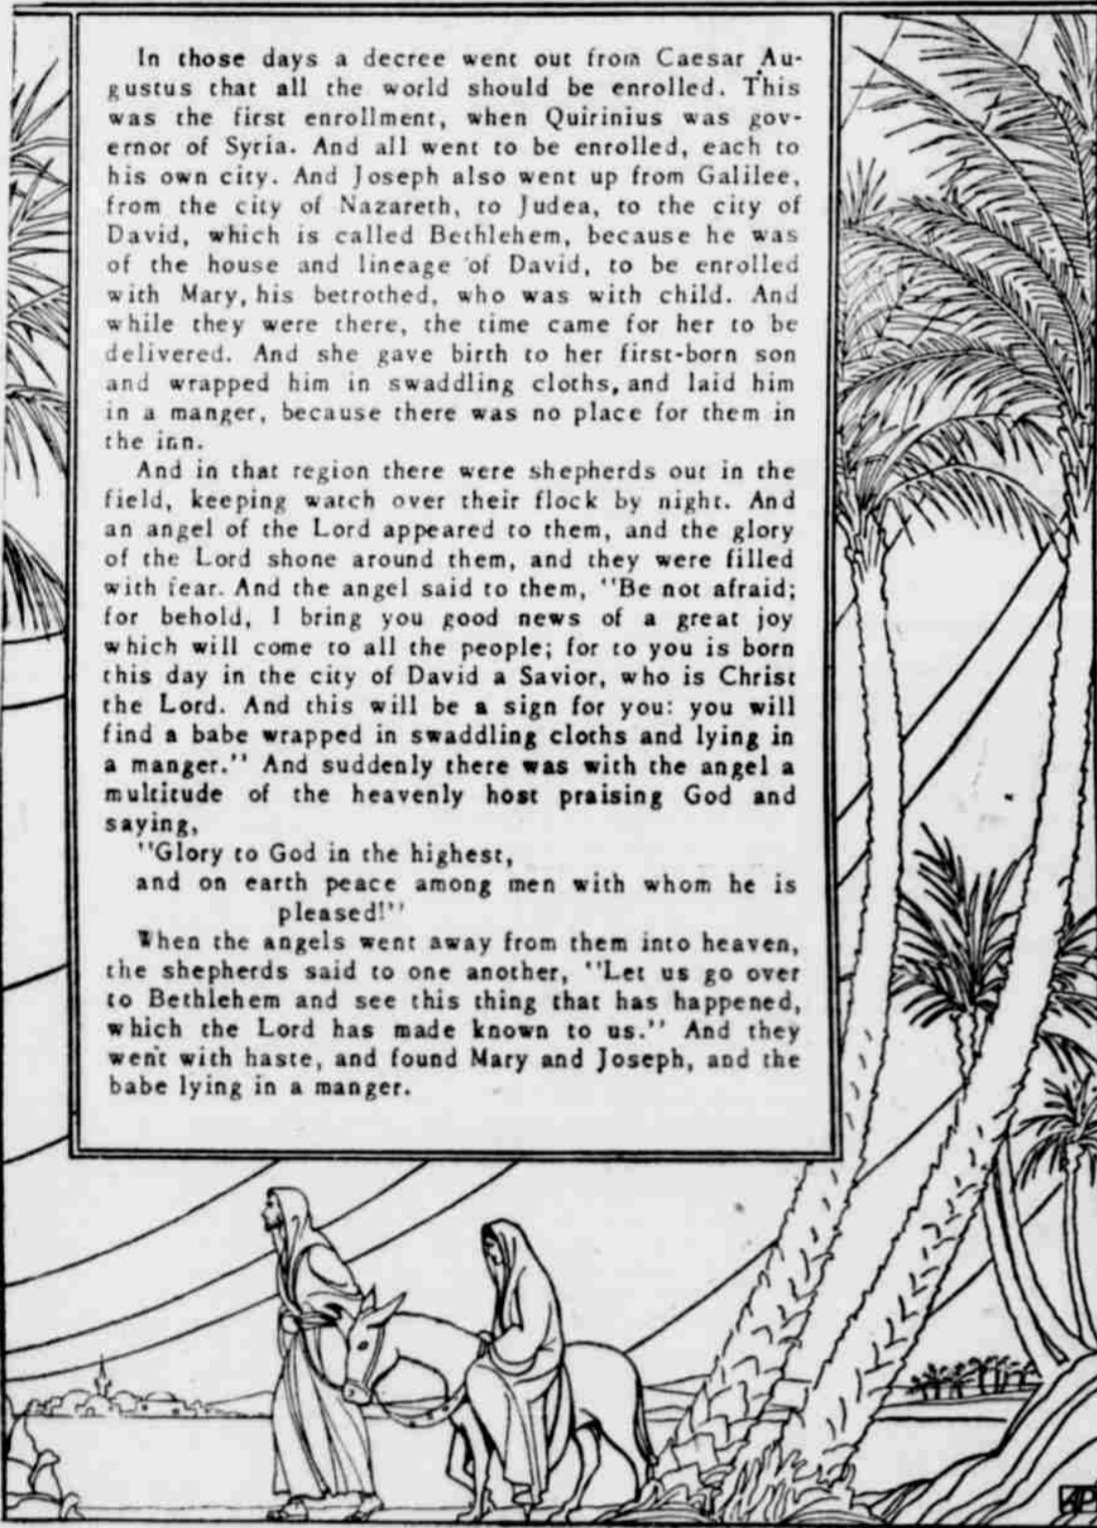 In those days a decree went out from Caesar Au-
gustus that all the world should be enrolled. This
was the first enrollment, when Quirinius was gov-
ernor of Syria. And all went to be enrolled, each to
his own city. And Joseph also went up from Galilee,
from the city of Nazareth, to Judea, to the city of
David, which is called Bethlehem, because he was
of the house and lineage of David, to be enrolled
with Mary, his betrothed, who was with child. And
while they were there, the time came for her to be
delivered. And she gave birth to her first-born son
and wrapped him in swaddling cloths, and laid him
in a manger, because there was no place for them in
the inn.
And in that region there were shepherds out in the
field, keeping watch over their flock by night. And
an angel of the Lord appeared to them, and the glory
of the Lord shone around them, and they were filled
with fear. And the angel said to them, "Be not afraid;
for behold, I bring you good news of a great joy
which will come to all the people; for to you is born
this day in the city of David a Savior, who is Christ
the Lord. And this will be a sign for you: you will
find a babe wrapped in swaddling cloths and lying in
a manger." And suddenly there was with the angel a
multitude of the heavenly host praising God and
saying,
"Glory to God in the highest,
and on earth peace among men with whom he is
pleased!"
When the angels went away from them into heaven,
the shepherds said to one another, "Let us go over
to Bethlehem and see this thing that has happened,
which the Lord has made known to us." And they
went with haste, and found Mary and Joseph, and the
babe lying in a manger.